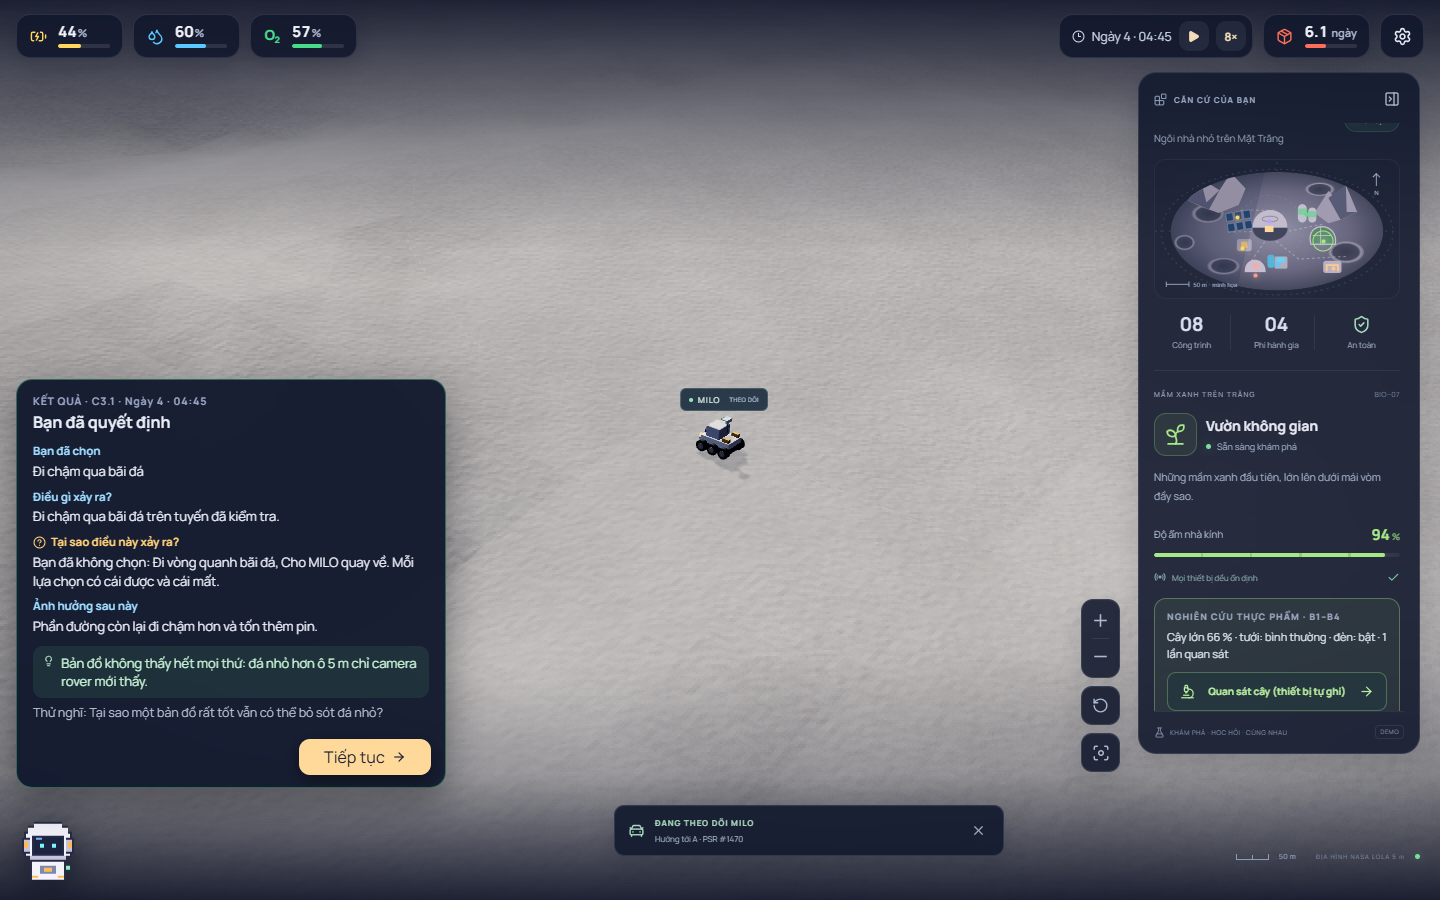 44%
60%
O₂ 57%
Ngày 4 · 04:45
8×
6.1 ngày
CĂN CỨ CỦA BẠN
Ngôi nhà nhỏ trên Mặt Trăng
N
50 m · minh họa
08
Công trình
04
Phi hành gia
An toàn
MẦM XANH TRÊN TRĂNG
BIO-07
Vườn không gian
Sẵn sàng khám phá
Những mầm xanh đầu tiên, lớn lên dưới mái vòm
đầy sao.
Độ ẩm nhà kính
94%
Mọi thiết bị đều ổn định
NGHIÊN CỨU THỰC PHẨM · B1–B4
Cây lớn 66 % · tưới: bình thường · đèn: bật · 1
lần quan sát
Quan sát cây (thiết bị tự ghi)
KHÁM PHÁ · HỌC HỎI · CÙNG NHAU
DEMO
MILO THEO DÕI
KẾT QUẢ · C3.1 · Ngày 4 · 04:45
Bạn đã quyết định
Bạn đã chọn
Đi chậm qua bãi đá
Điều gì xảy ra?
Đi chậm qua bãi đá trên tuyến đã kiểm tra.
Tại sao điều này xảy ra?
Bạn đã không chọn: Đi vòng quanh bãi đá, Cho MILO quay về. Mỗi
lựa chọn có cái được và cái mất.
Ảnh hưởng sau này
Phần đường còn lại đi chậm hơn và tốn thêm pin.
Bản đồ không thấy hết mọi thứ: đá nhỏ hơn ô 5 m chỉ camera
rover mới thấy.
Thử nghĩ: Tại sao một bản đồ rất tốt vẫn có thể bỏ sót đá nhỏ?
Tiếp tục
ĐANG THEO DÕI MILO
Hướng tới A · PSR #1470
50 m
ĐỊA HÌNH NASA LOLA 5 m